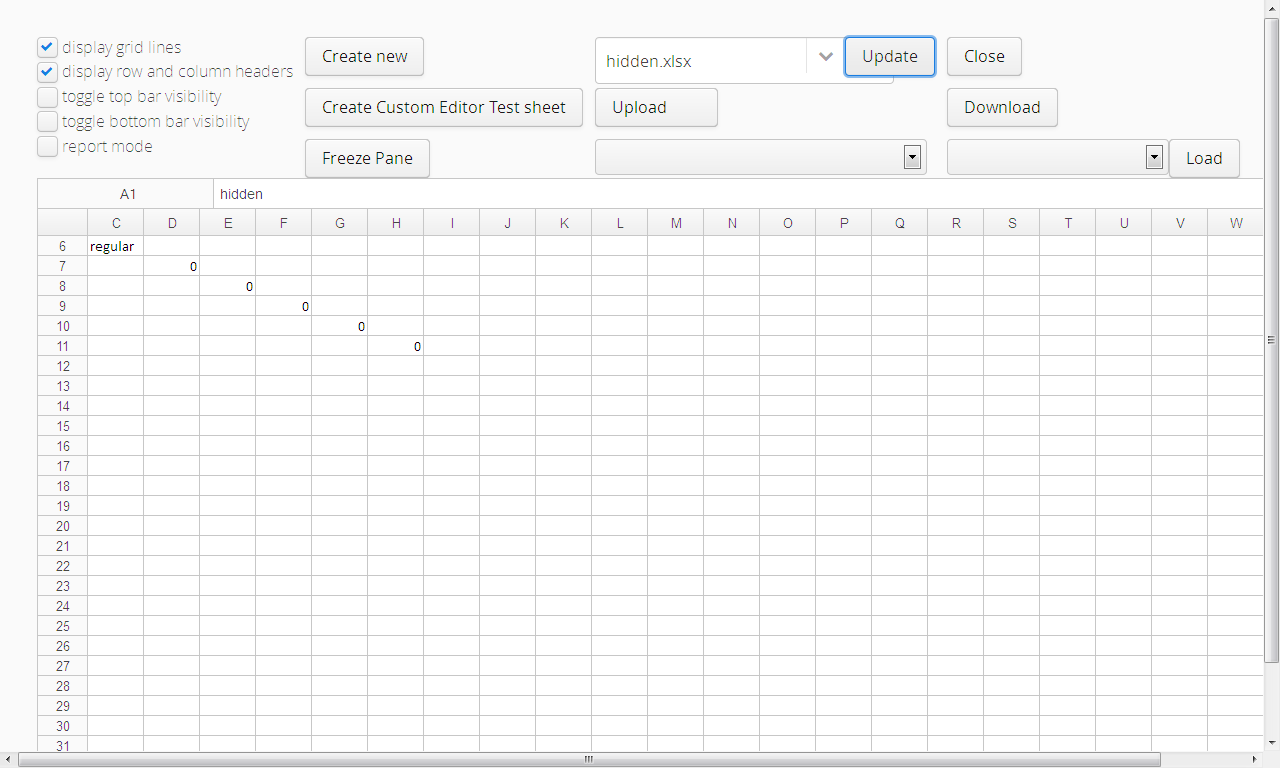 display grid lines
display row and column headers
toggle top bar visibility
toggle bottom bar visibility
report mode
Create new
hidden.xlsx
Update
Close
Create Custom Editor Test sheet
Upload
Download
Freeze Pane
Load
A1
hidden
C D E F G H I J K L M N O P Q R S T U V W
6 regular
7 0
8 0
9 0
10 0
11 0
12
13
14
15
16
17
18
19
20
21
22
23
24
25
26
27
28
29
30
31